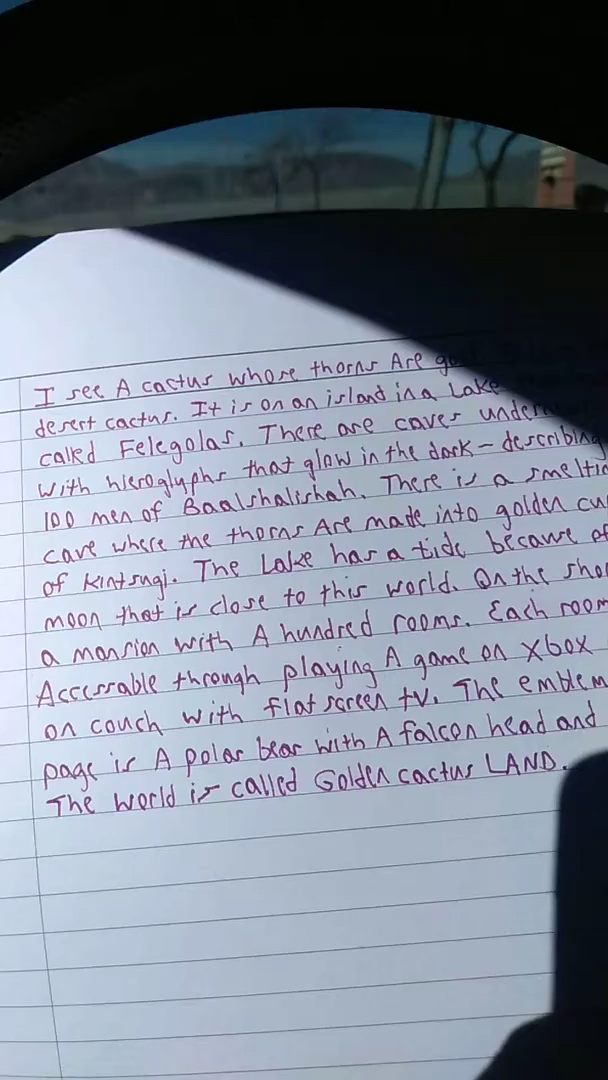 I see A cactus whose thorns Are
desert cactus. It is on an island in a Lake
called Felegolas. There are caves
with hieroglyphs that glow in the dark - describing
100 men of Baalshalishah. There is a
cave where the thorns Are made into golden
of Kintsugi. The Lake has a tide because of
moon that is close to this world. On the
a mansion with A hundred rooms. Each room
Accessable through playing A game on Xbox
on couch with flat screen tv. The emblem
page is A polar bear with A falcon head and
The world is called Golden cactus LAND.